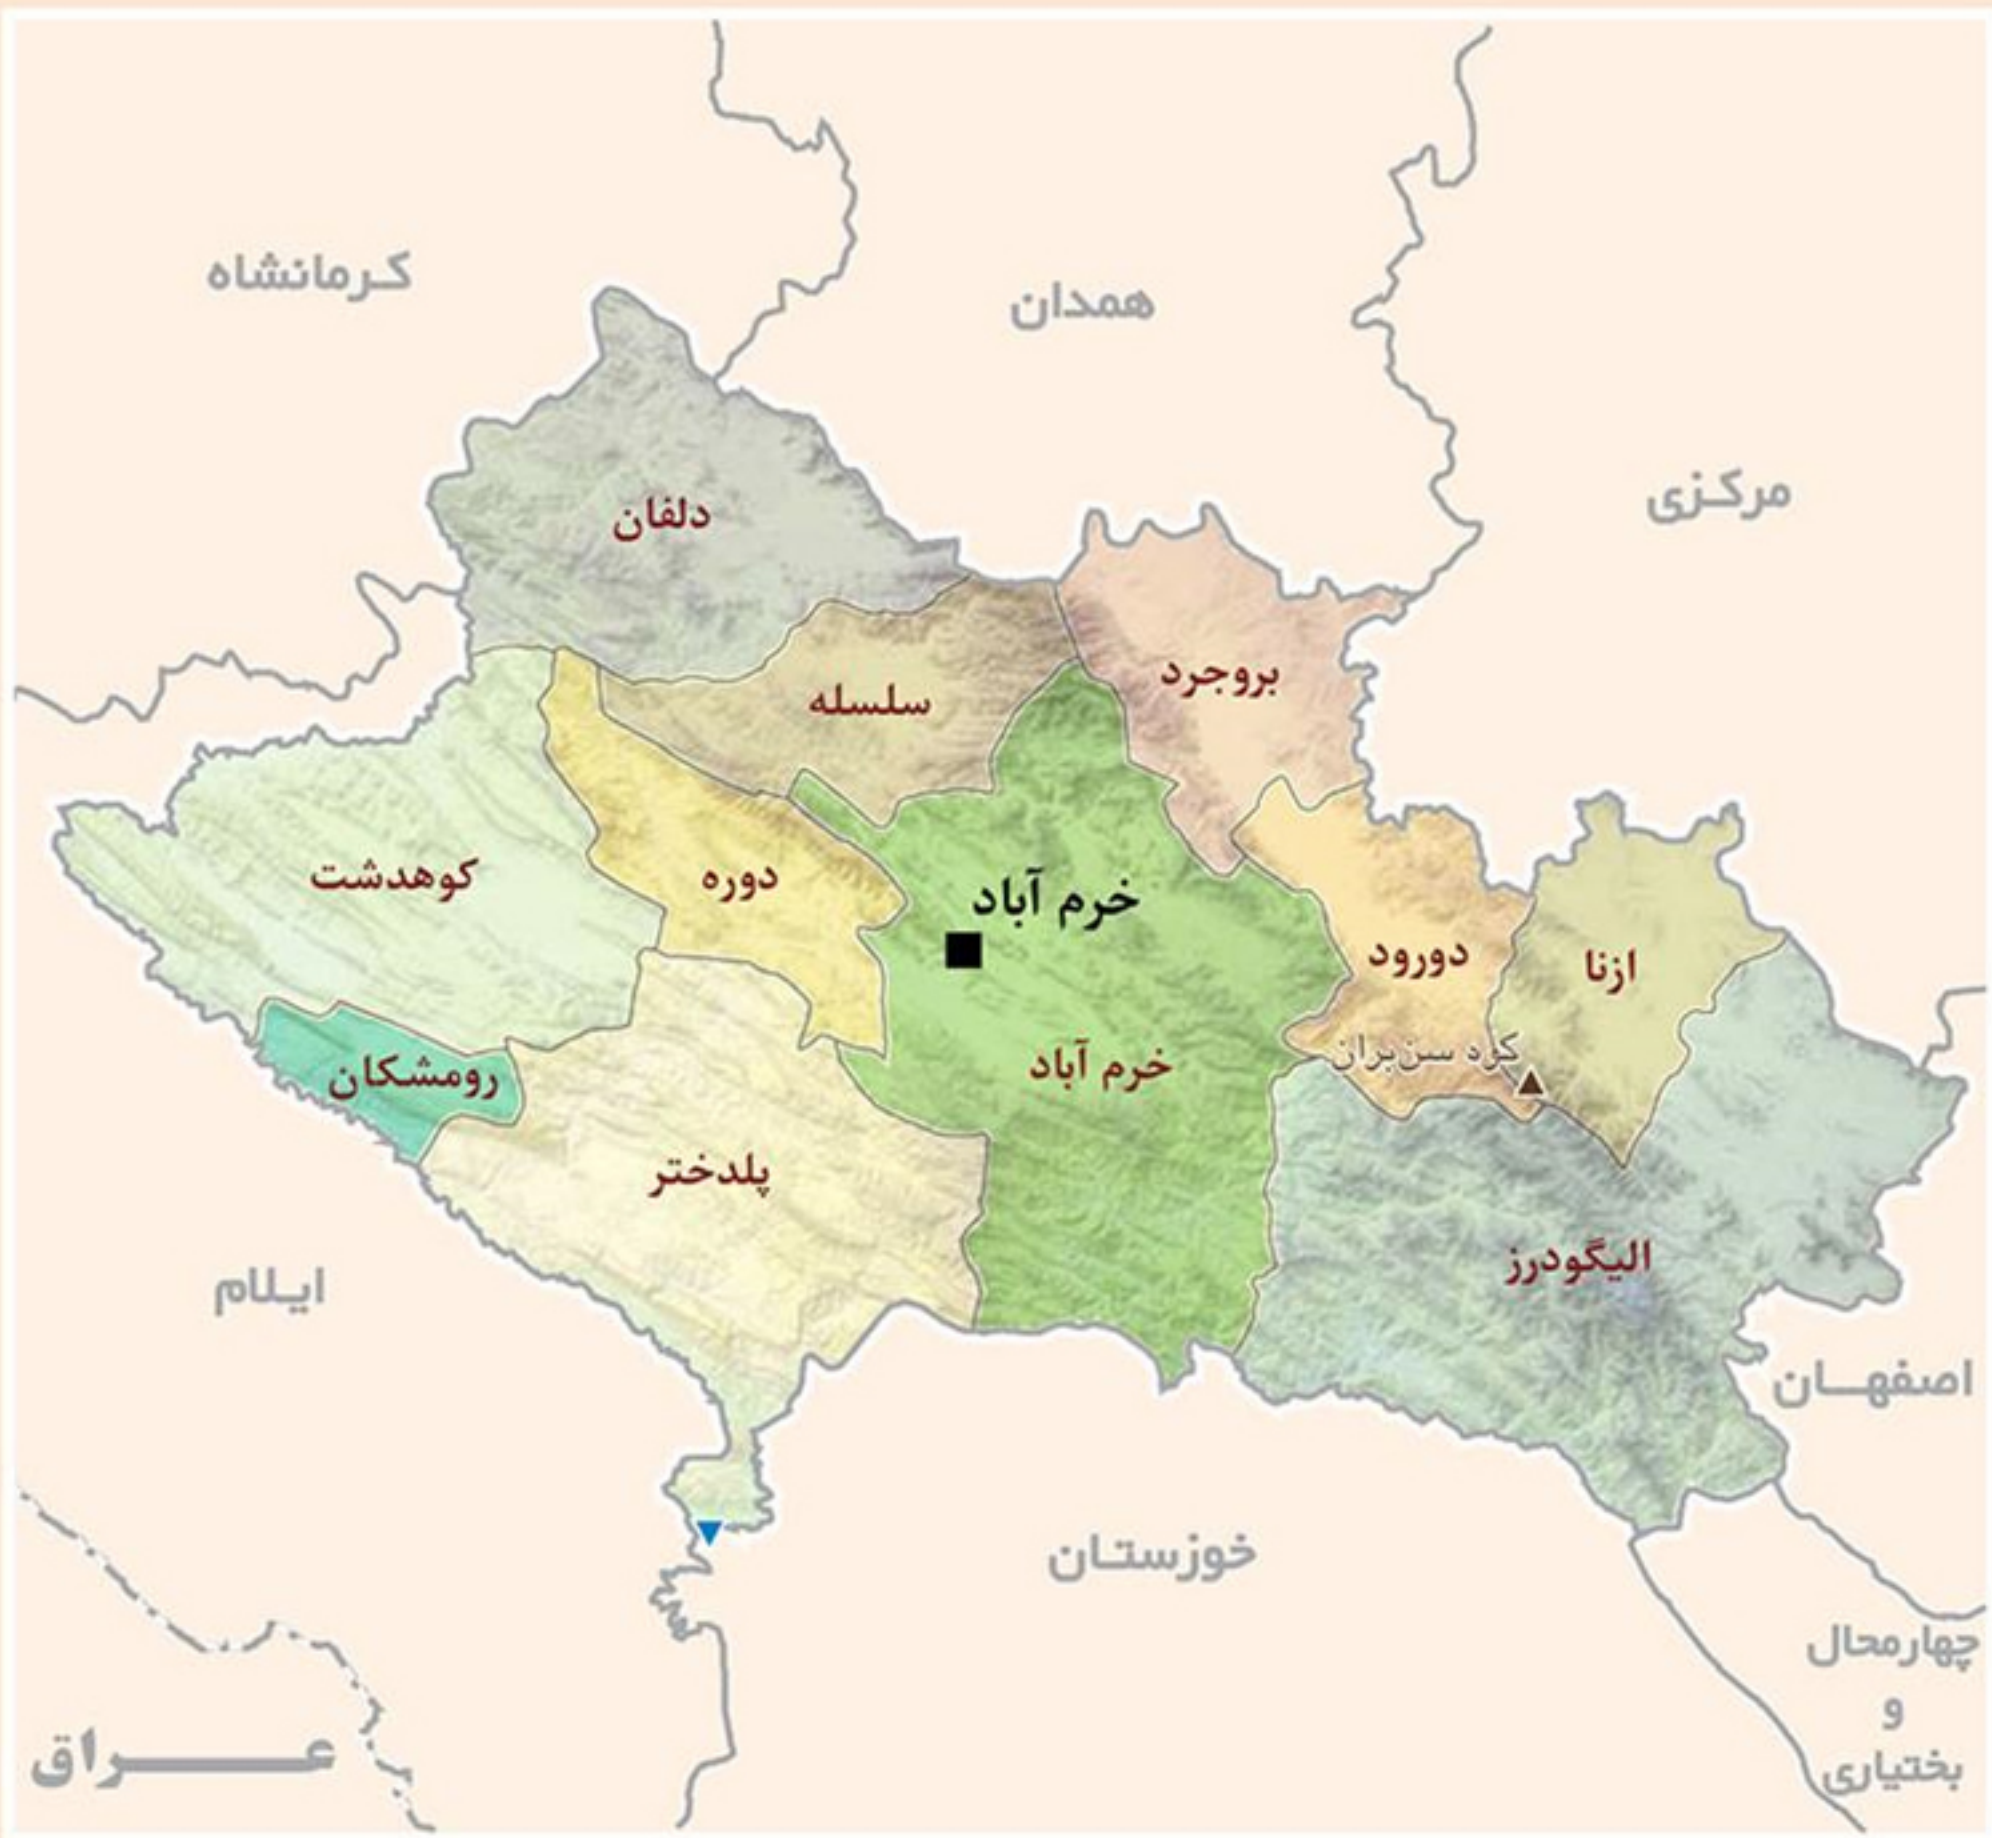 کرمانشاه
همدان
مرکزی
دلفان
بروجرد
سلسله
کوهدشت
دوره
خرم آباد
دورود
ازنا
کرد سن‌بران
خرم آباد
رومشکان
پلدختر
الیگودرز
ایلام
اصفهان
خوزستان
چهارمحال
و
بختیاری
عراق